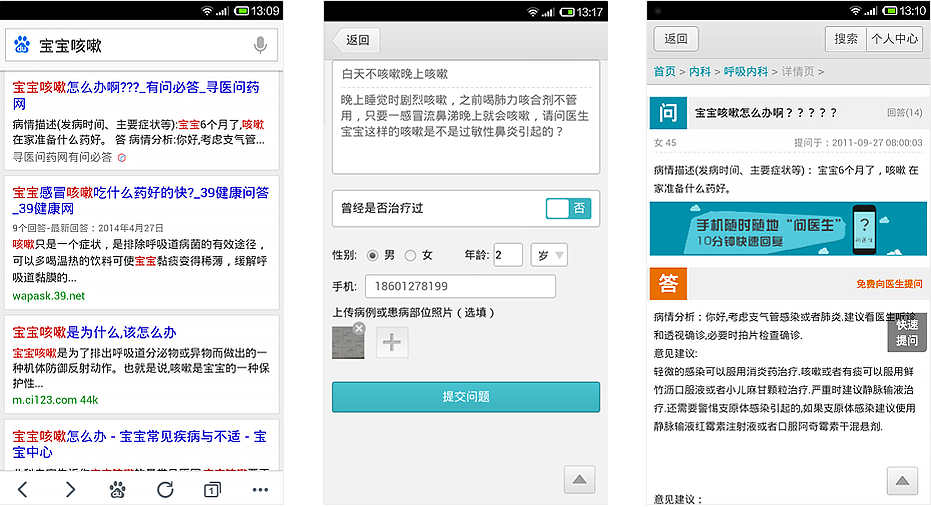 13:09
宝宝咳嗽
宝宝咳嗽怎么办啊???_有问必答_寻医问药
网
病情描述(发病时间、主要症状等):宝宝6个月了,咳嗽
在家准备什么药好。 答 病情分析:你好,考虑支气管...
寻医问药网有问必答
宝宝感冒咳嗽吃什么药好的快?_39健康问答
_39健康网
9个回答-最新回答：2014年4月27日
咳嗽只是一个症状，是排除呼吸道病菌的有效途径，
可以多喝温热的饮料可使宝宝黏痰变得稀薄，缓解呼
吸道黏膜的...
wapask.39.net
宝宝咳嗽是为什么,该怎么办
宝宝咳嗽是为了排出呼吸道分泌物或异物而做出的一
种机体防御反射动作。也就是说,咳嗽是宝宝的一种保
护性...
m.ci123.com 44k
宝宝咳嗽怎么办 - 宝宝常见疾病与不适 - 宝
宝中心
1
13:17
返回
白天不咳嗽晚上咳嗽
晚上睡觉时剧烈咳嗽，之前喝肺力咳合剂不管
用，只要一感冒流鼻涕晚上就会咳嗽，请问医生
宝宝这样的咳嗽是不是过敏性鼻炎引起的？
曾经是否治疗过 否
性别: 男 女 年龄: 2 岁
手机: 18601278199
上传病例或患病部位照片（选填）
提交问题
13:10
返回 搜索 个人中心
首页 > 内科 > 呼吸内科 > 详情页 >
问 宝宝咳嗽怎么办啊？？？？？ 回答(14)
女 45 提问于：2011-09-27 08:00:03
病情描述(发病时间、主要症状等)： 宝宝6个月了，咳嗽 在
家准备什么药好。
手机随时随地“问医生”
10分钟快速回复
我要问医生
答 免费向医生提问
病情分析：你好,考虑支气管感染或者肺炎.建议看医生听诊
和透视确诊,必要时拍片检查确诊.
快速
提问
意见建议:
轻微的感染可以服用消炎药治疗.咳嗽或者有痰可以服用鲜
竹沥口服液或者小儿麻甘颗粒治疗.严重时建议静脉输液治
疗.还需要警惕支原体感染引起的,如果支原体感染建议使用
静脉输液红霉素注射液或者口服阿奇霉素干混悬剂.
意见建议：